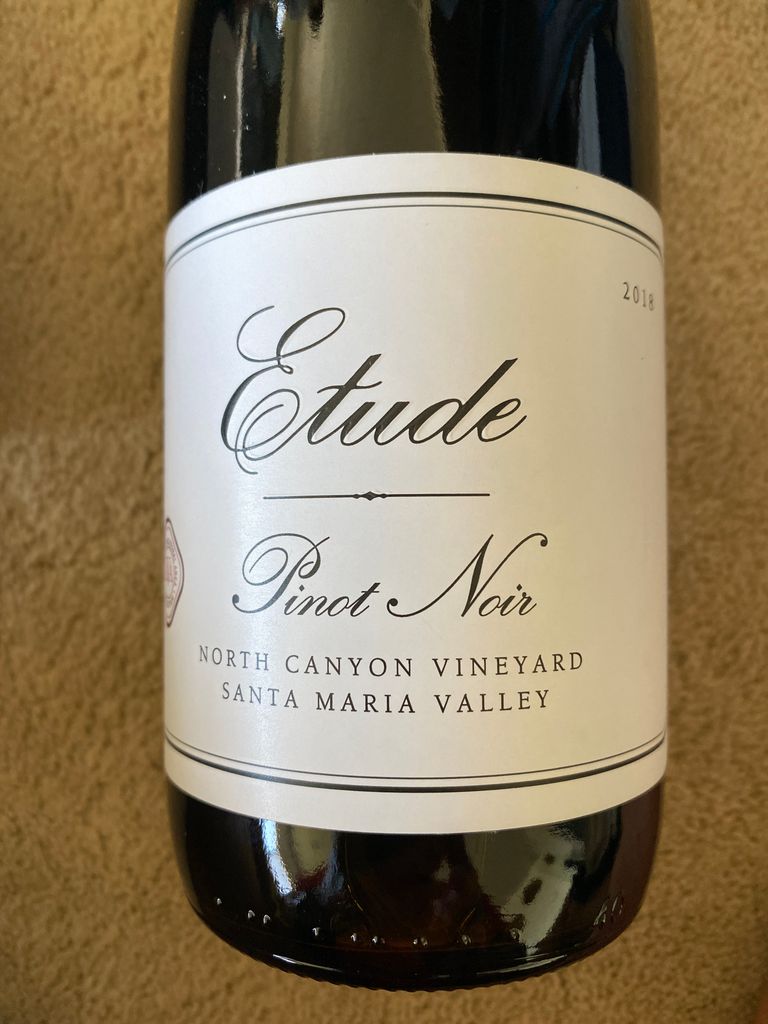 2018
Etude
Pinot Noir
NORTH CANYON VINEYARD
SANTA MARIA VALLEY